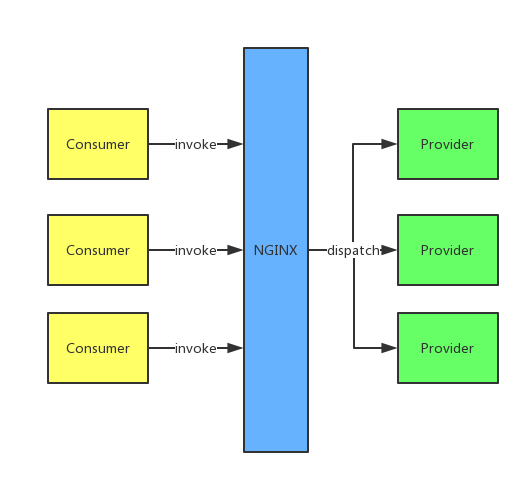 Consumer invoke Provider
Consumer invoke NGINX dispatch Provider
Consumer invoke Provider